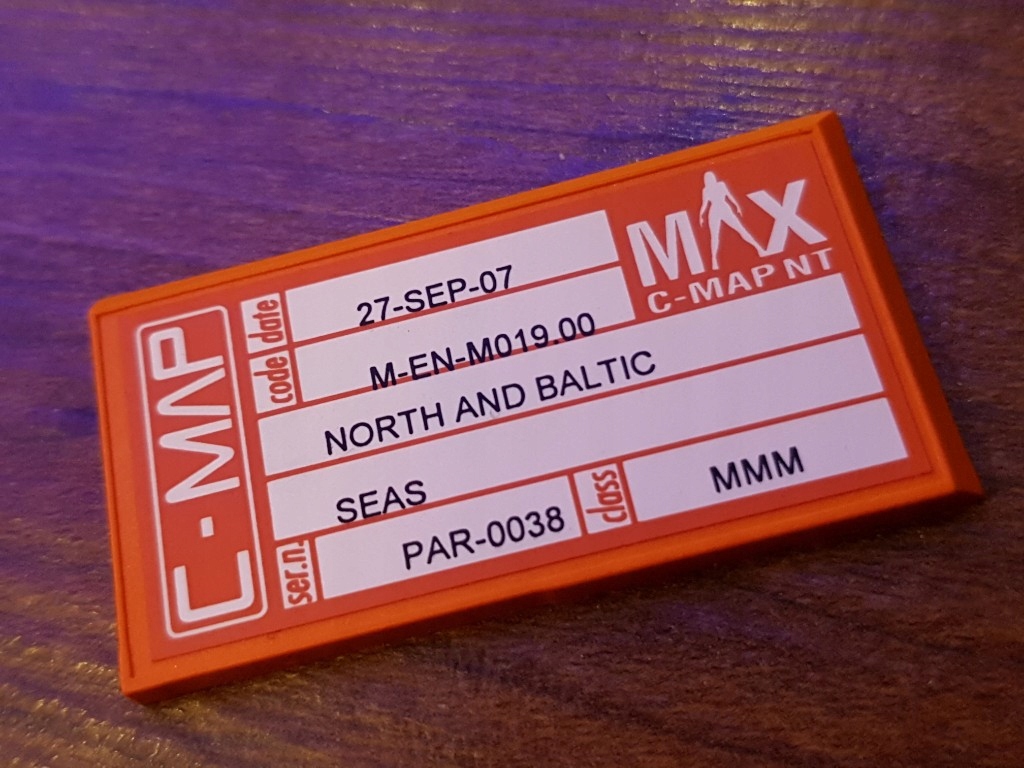 C-MAP
date 27-SEP-07
MAX
C-MAP NT
code M-EN-M019.00
NORTH AND BALTIC
SEAS
ser.n. PAR-0038 class MMM